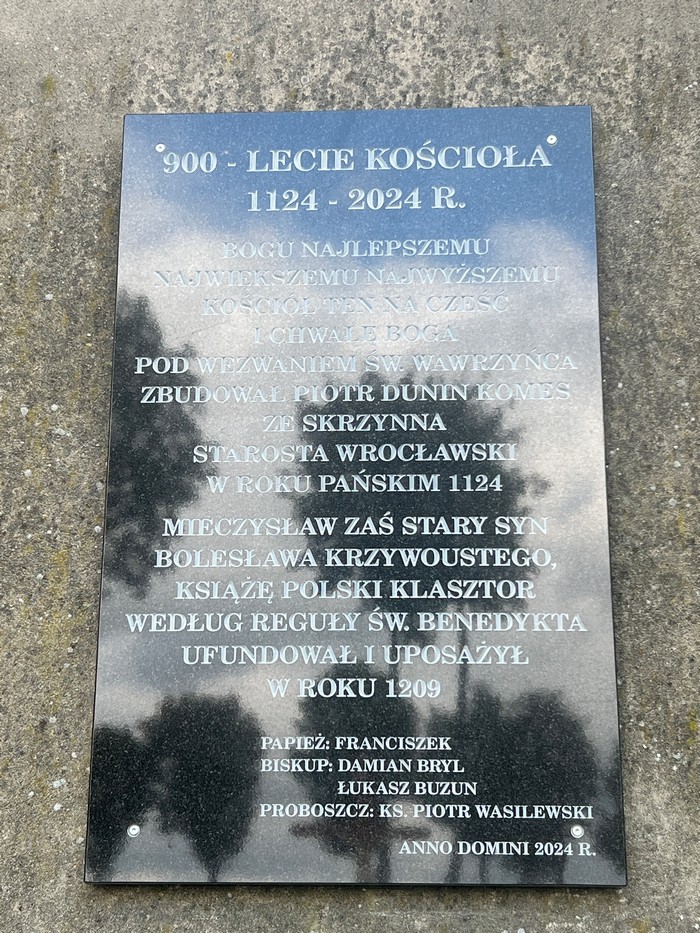 900 - LECIE KOŚCIOŁA
1124 - 2024 R.
BOGU NAJLEPSZEMU
NAJWIĘKSZEMU NAJWYŻSZEMU
KOŚCIÓŁ TEN NA CZEŚĆ
I CHWAŁĘ BOGA
POD WEZWANIEM ŚW. WAWRZYŃCA
ZBUDOWAŁ PIOTR DUNIN KOMES
ZE SKRZYNNA
STAROSTA WROCŁAWSKI
W ROKU PAŃSKIM 1124
MIECZYSŁAW ZAŚ STARY SYN
BOLESŁAWA KRZYWOUSTEGO,
KSIĄŻĘ POLSKI KLASZTOR
WEDŁUG REGUŁY ŚW. BENEDYKTA
UFUNDOWAŁ I UPOSAŻYŁ
W ROKU 1209
PAPIEŻ: FRANCISZEK
BISKUP: DAMIAN BRYL
ŁUKASZ BUZUN
PROBOSZCZ: KS. PIOTR WASILEWSKI
ANNO DOMINI 2024 R.